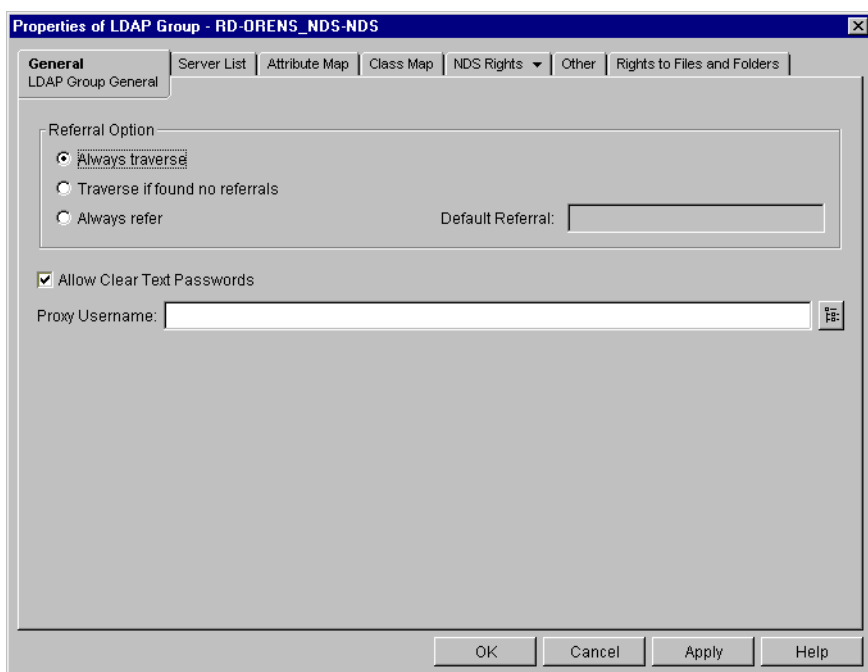 Properties of LDAP Group - RD-ORENS_NDS-NDS
General Server List Attribute Map Class Map NDS Rights Other Rights to Files and Folders
LDAP Group General
Referral Option
Always traverse
Traverse if found no referrals
Always refer Default Referral:
Allow Clear Text Passwords
Proxy Username:
OK Cancel Apply Help